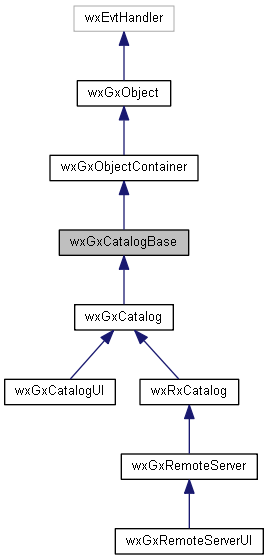 wxEvtHandler
wxGxObject
wxGxObjectContainer
wxGxCatalogBase
wxGxCatalog
wxGxCatalogUI
wxRxCatalog
wxGxRemoteServer
wxGxRemoteServerUI